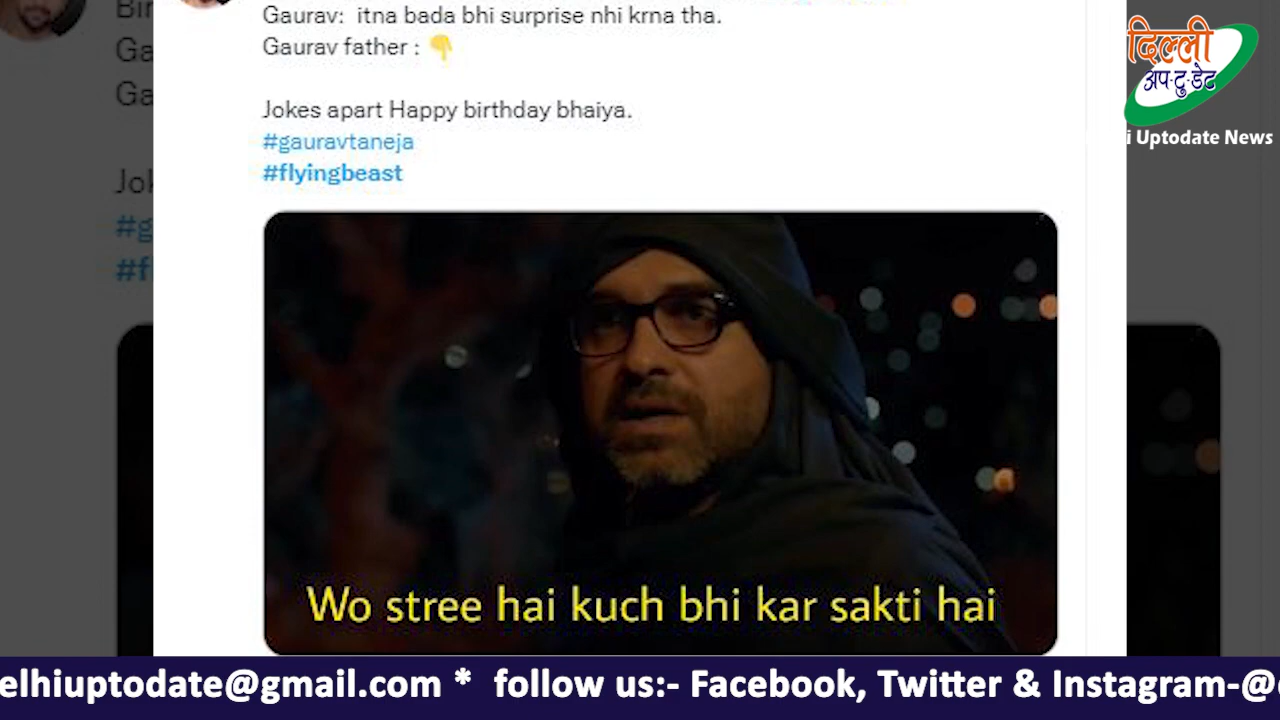 Gaurav: itna bada bhi surprise nhi krna tha.
Gaurav father : 👇
Jokes apart Happy birthday bhaiya.
#gauravtaneja
#flyingbeast
Wo stree hai kuch bhi kar sakti hai
दिल्ली
अप-टु-डेट
i Uptodate News
elhiuptodate@gmail.com * follow us:- Facebook, Twitter & Instagram-@